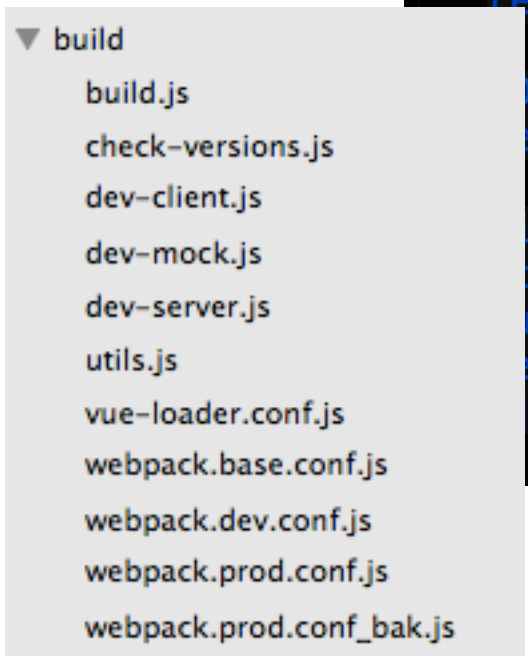 build
build.js
check-versions.js
dev-client.js
dev-mock.js
dev-server.js
utils.js
vue-loader.conf.js
webpack.base.conf.js
webpack.dev.conf.js
webpack.prod.conf.js
webpack.prod.conf_bak.js